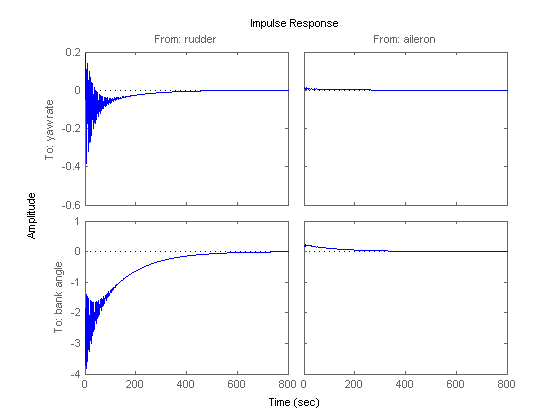 Impulse Response
From: rudder
From: aileron
0.2
0
-0.2
-0.4
-0.6
To: yaw rate
Amplitude
1
0
-1
-2
-3
-4
To: bank angle
0 200 400 600 800
0 200 400 600 800
Time (sec)